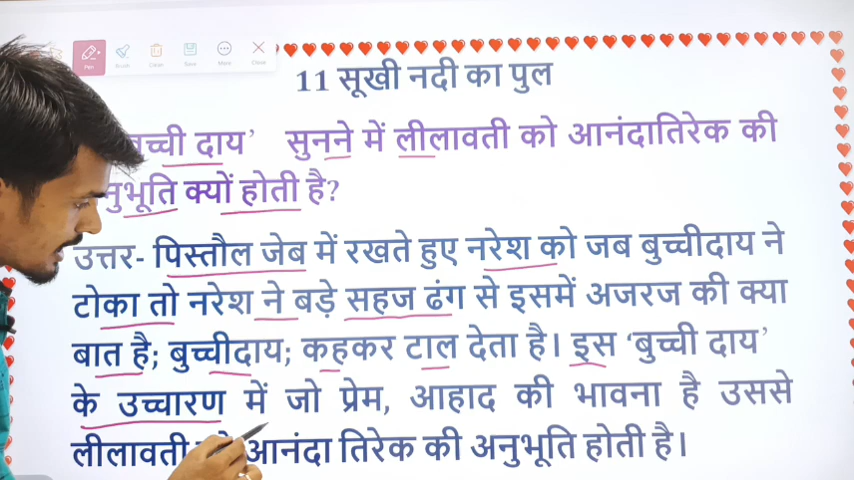 Pen
Brush
Clear
Save
More
Close
11 सूखी नदी का पुल
दाय' सुनने में लीलावती को आनंदातिरेक की
क्यों होती है?
उत्तर- पिस्तौल जेब में रखते हुए नरेश को जब बुच्चीदाय ने
टोका तो नरेश ने बड़े सहज ढंग से इसमें अजरज की क्या
बात है; बुच्चीदाय; कहकर टाल देता है। इस 'बुच्ची दाय'
के उच्चारण में जो प्रेम, आहाद की भावना है उससे
लीलावती आनंदा तिरेक की अनुभूति होती है।